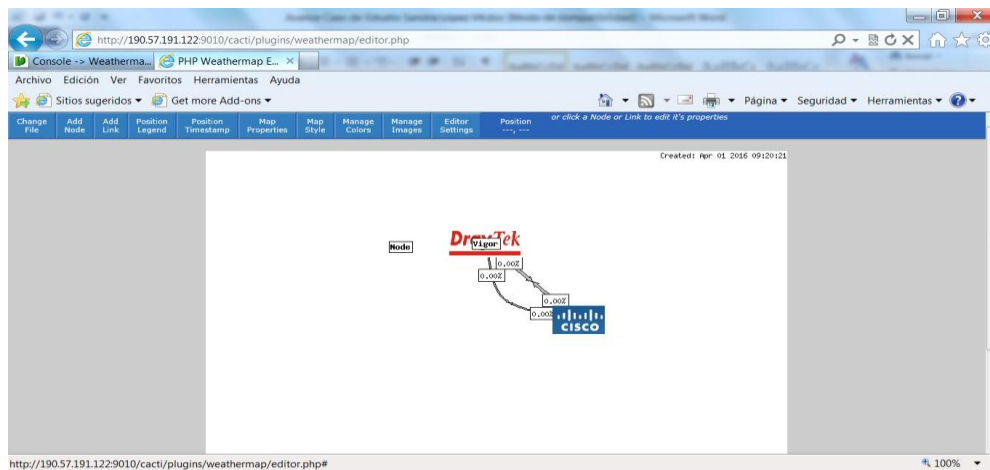 http://190.57.191.122:9010/cacti/plugins/weathermap/editor.php
Console -> Weatherma...
PHP Weathermap E...
Archivo Edición Ver Favoritos Herramientas Ayuda
Sitios sugeridos Get more Add-ons Página Seguridad Herramientas
Change File
Add Node
Add Link
Position Legend
Position Timestamp
Map Properties
Map Style
Manage Colors
Manage Images
Editor Settings
Position ---, ---
or click a Node or Link to edit it's properties
Created: Apr 01 2016 09:20:21
Node
DrayTek
Vigor
0.00%
0.00%
0.00%
0.00%
CISCO
http://190.57.191.122:9010/cacti/plugins/weathermap/editor.php#
100%